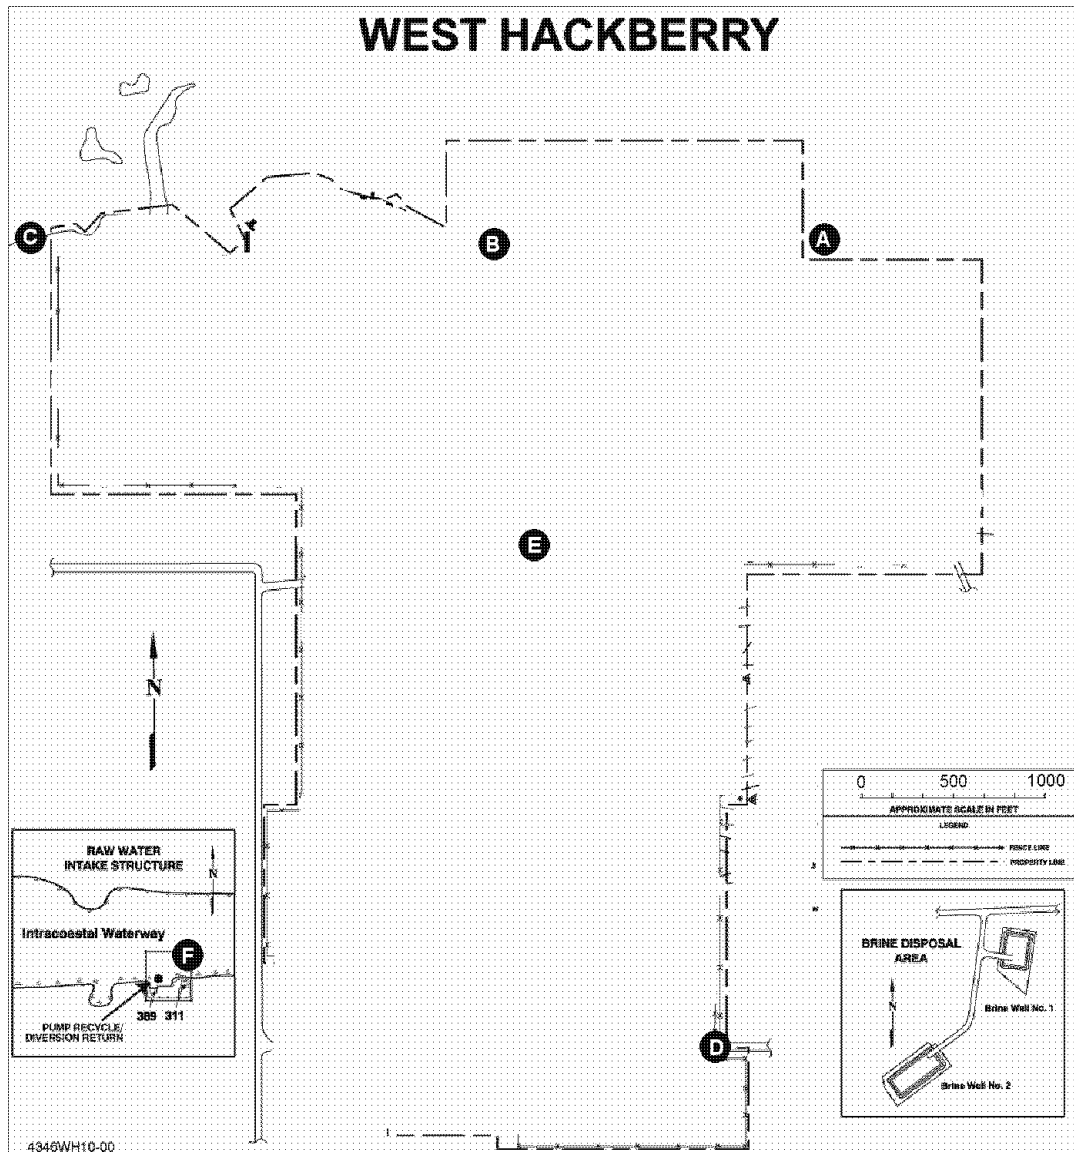 WEST HACKBERRY
C
B
A
E
N
0 500 1000
APPROXIMATE SCALE IN FEET
LEGEND
FENCE LINE
PROPERTY LINE
RAW WATER
INTAKE STRUCTURE
N
Intracoastal Waterway
F
389 311
PUMP RECYCLE/
DIVERSION RETURN
BRINE DISPOSAL
AREA
N
Brine Well No. 1
Brine Well No. 2
D
4346WH10-00